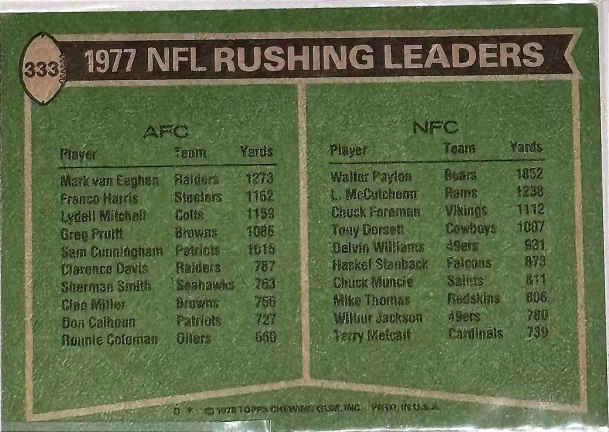 333 1977 NFL RUSHING LEADERS
AFC
Player Team Yards
Mark van Eeghen Raiders 1273
Franco Harris Steelers 1162
Lydell Mitchell Colts 1159
Greg Pruitt Browns 1086
Sam Cunningham Patriots 1015
Clarence Davis Raiders 787
Sherman Smith Seahawks 763
Cleo Miller Browns 756
Don Calhoun Patriots 727
Ronnie Coleman Oilers 660
NFC
Player Team Yards
Walter Payton Bears 1852
L. McCutcheon Rams 1238
Chuck Foreman Vikings 1112
Tony Dorsett Cowboys 1007
Delvin Williams 49ers 931
Haskel Stanback Falcons 873
Chuck Muncie Saints 811
Mike Thomas Redskins 806
Wilbur Jackson 49ers 780
Terry Metcalf Cardinals 739
D * © 1978 TOPPS CHEWING GUM, INC. PRTD. IN U.S.A.